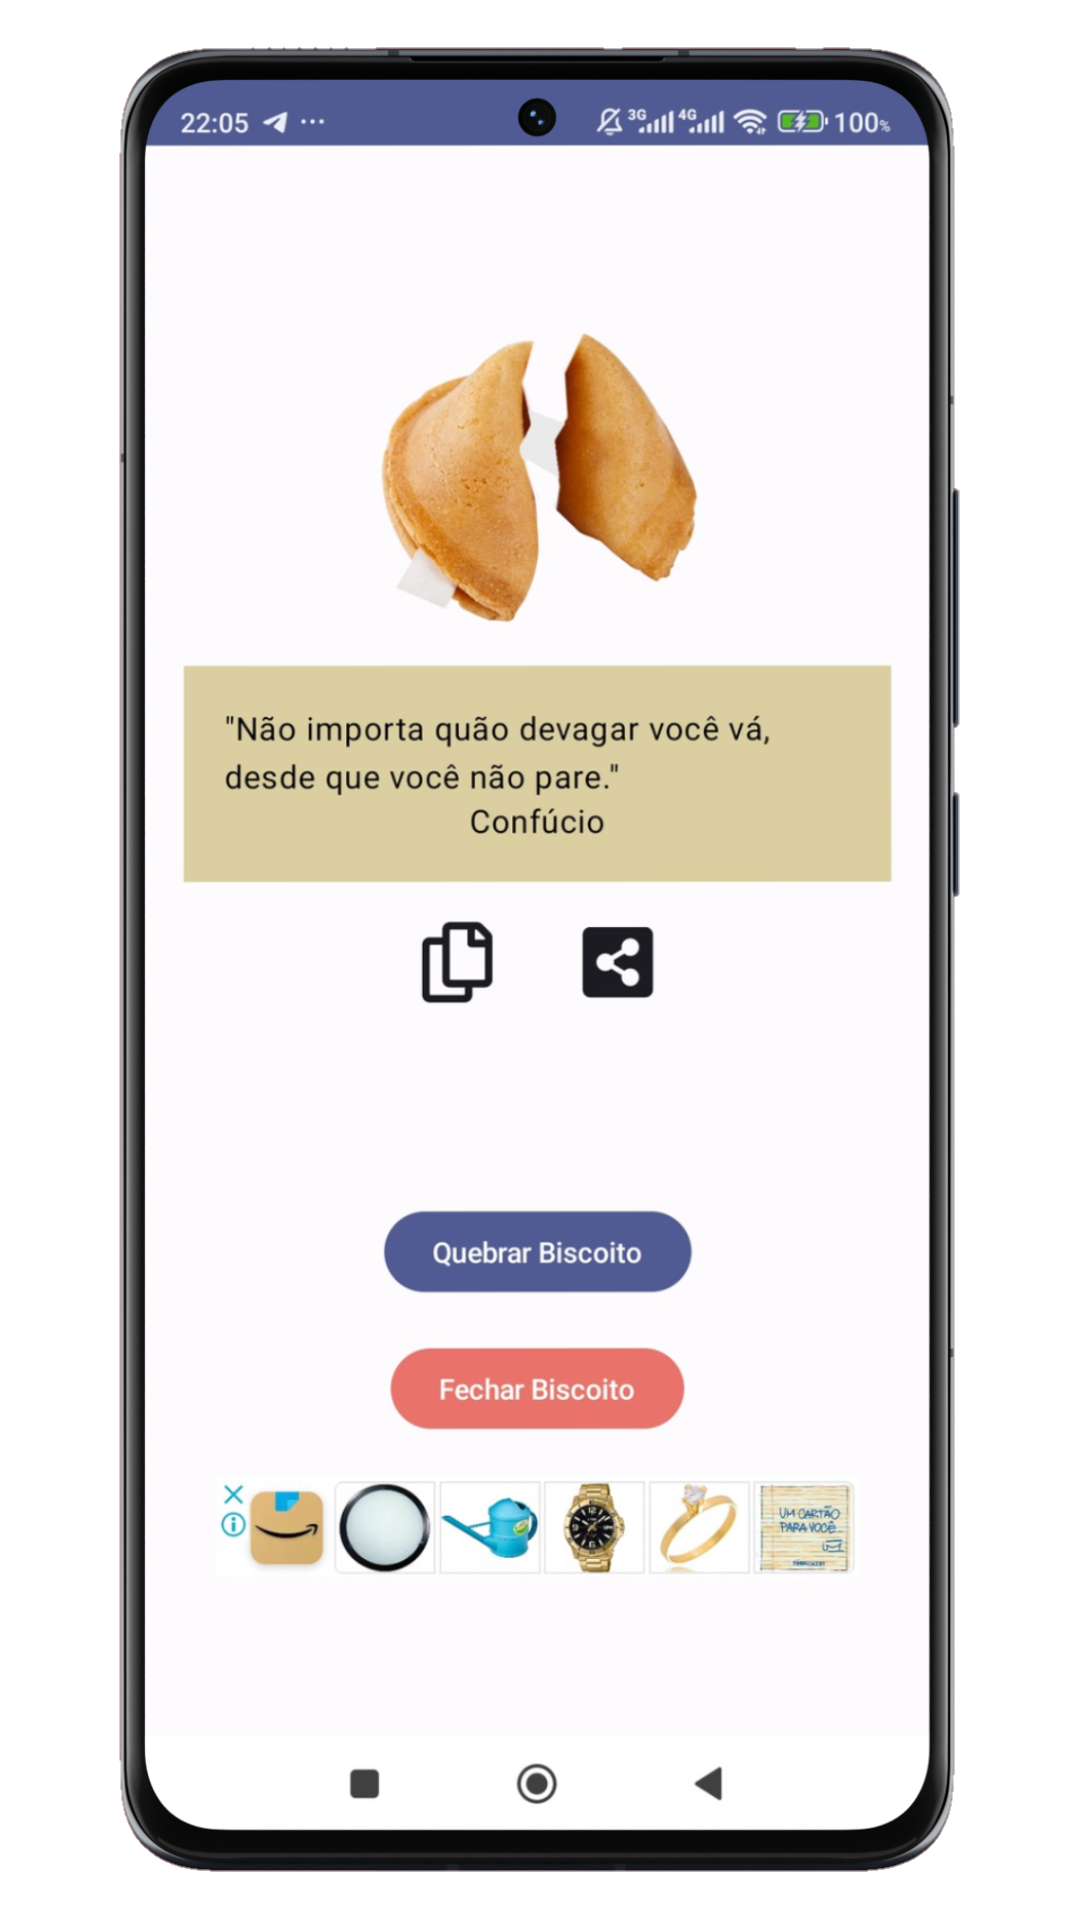 22:05 ··· 3G 4G 100%
"Não importa quão devagar você vá,
desde que você não pare."
Confúcio
Quebrar Biscoito
Fechar Biscoito
UM CARTÃO
PARA VOCÊ